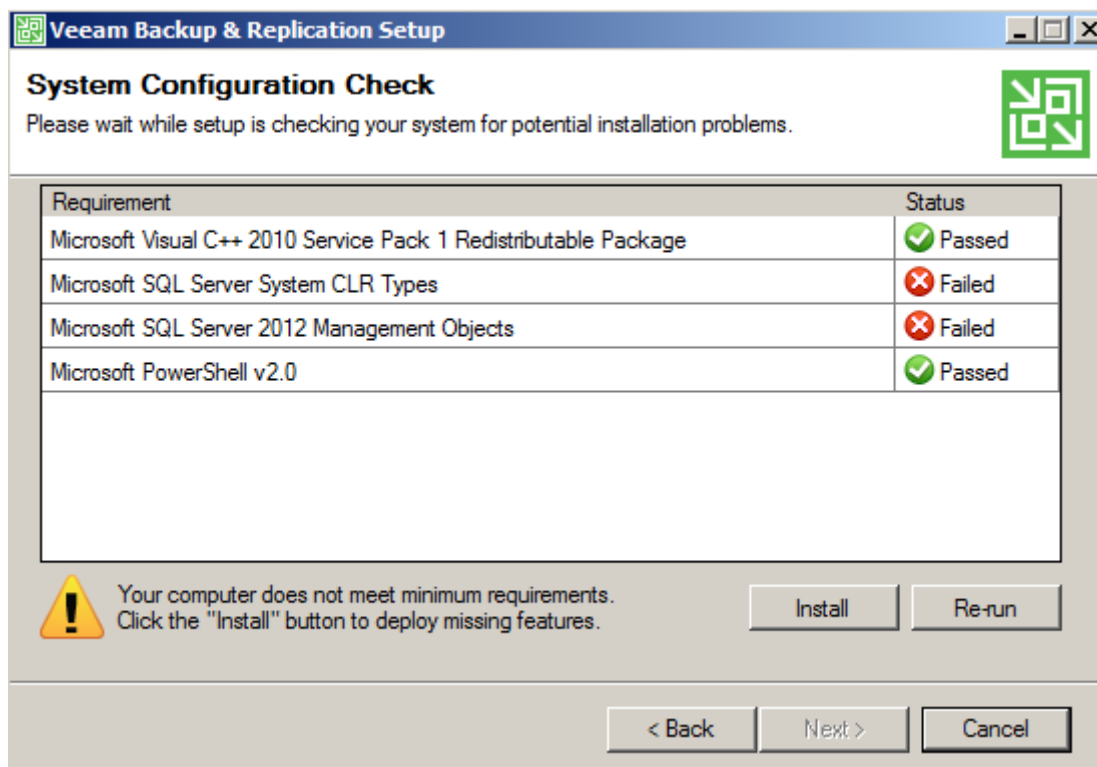 Veeam Backup & Replication Setup
System Configuration Check
Please wait while setup is checking your system for potential installation problems.
Requirement Status
Microsoft Visual C++ 2010 Service Pack 1 Redistributable Package Passed
Microsoft SQL Server System CLR Types Failed
Microsoft SQL Server 2012 Management Objects Failed
Microsoft PowerShell v2.0 Passed
Your computer does not meet minimum requirements.
Click the "Install" button to deploy missing features.
Install Re-run
< Back Next > Cancel